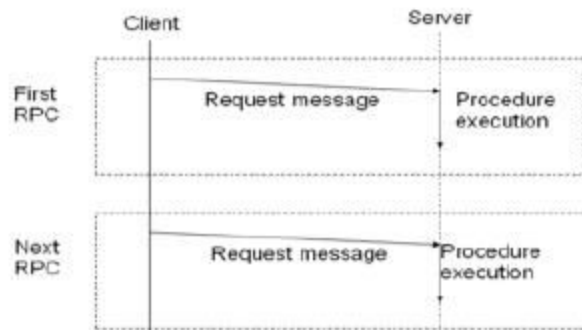 Client
Server
First
RPC
Request message
Procedure
execution
Next
RPC
Request message
Procedure
execution